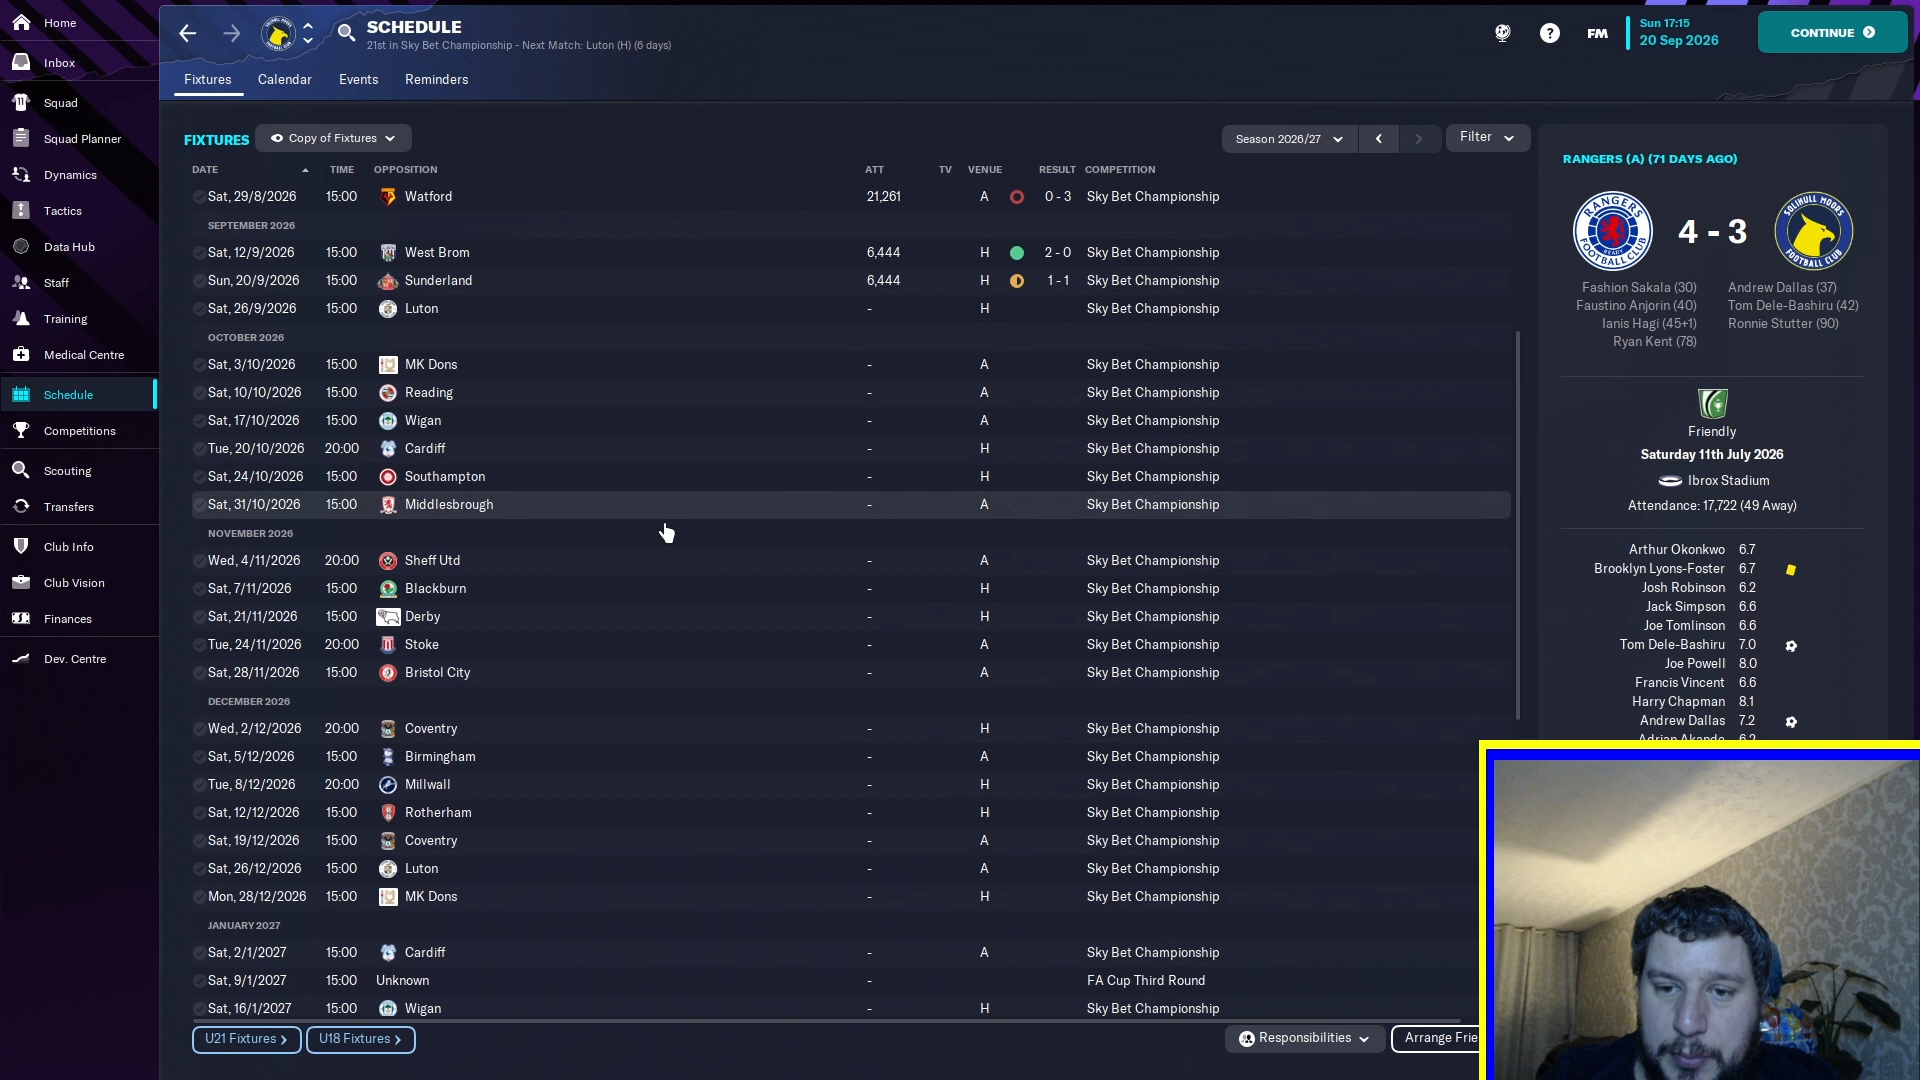 Home
Inbox
Squad
Squad Planner
Dynamics
Tactics
Data Hub
Staff
Training
Medical Centre
Schedule
Competitions
Scouting
Transfers
Club Info
Club Vision
Finances
Dev. Centre
SCHEDULE
21st in Sky Bet Championship - Next Match: Luton (H) (6 days)
FM
Sun 17:15
20 Sep 2026
CONTINUE
Fixtures Calendar Events Reminders
FIXTURES Copy of Fixtures Season 2026/27 Filter
DATE TIME OPPOSITION ATT TV VENUE RESULT COMPETITION
Sat, 29/8/2026 15:00 Watford 21,261 A 0 - 3 Sky Bet Championship
SEPTEMBER 2026
Sat, 12/9/2026 15:00 West Brom 6,444 H 2 - 0 Sky Bet Championship
Sun, 20/9/2026 15:00 Sunderland 6,444 H 1 - 1 Sky Bet Championship
Sat, 26/9/2026 15:00 Luton - H Sky Bet Championship
OCTOBER 2026
Sat, 3/10/2026 15:00 MK Dons - A Sky Bet Championship
Sat, 10/10/2026 15:00 Reading - A Sky Bet Championship
Sat, 17/10/2026 15:00 Wigan - A Sky Bet Championship
Tue, 20/10/2026 20:00 Cardiff - H Sky Bet Championship
Sat, 24/10/2026 15:00 Southampton - H Sky Bet Championship
Sat, 31/10/2026 15:00 Middlesbrough - A Sky Bet Championship
NOVEMBER 2026
Wed, 4/11/2026 20:00 Sheff Utd - A Sky Bet Championship
Sat, 7/11/2026 15:00 Blackburn - H Sky Bet Championship
Sat, 21/11/2026 15:00 Derby - H Sky Bet Championship
Tue, 24/11/2026 20:00 Stoke - A Sky Bet Championship
Sat, 28/11/2026 15:00 Bristol City - A Sky Bet Championship
DECEMBER 2026
Wed, 2/12/2026 20:00 Coventry - H Sky Bet Championship
Sat, 5/12/2026 15:00 Birmingham - A Sky Bet Championship
Tue, 8/12/2026 20:00 Millwall - H Sky Bet Championship
Sat, 12/12/2026 15:00 Rotherham - H Sky Bet Championship
Sat, 19/12/2026 15:00 Coventry - A Sky Bet Championship
Sat, 26/12/2026 15:00 Luton - A Sky Bet Championship
Mon, 28/12/2026 15:00 MK Dons - H Sky Bet Championship
JANUARY 2027
Sat, 2/1/2027 15:00 Cardiff - A Sky Bet Championship
Sat, 9/1/2027 15:00 Unknown - FA Cup Third Round
Sat, 16/1/2027 15:00 Wigan - H Sky Bet Championship
U21 Fixtures U18 Fixtures Responsibilities Arrange Frie
RANGERS (A) (71 DAYS AGO)
RANGERS
FOOTBALL CLUB
READY
4 - 3
SOLIHULL MOORS
FOOTBALL CLUB
Fashion Sakala (30) Andrew Dallas (37)
Faustino Anjorin (40) Tom Dele-Bashiru (42)
Ianis Hagi (45+1) Ronnie Stutter (90)
Ryan Kent (78)
Friendly
Saturday 11th July 2026
Ibrox Stadium
Attendance: 17,722 (49 Away)
Arthur Okonkwo 6.7
Brooklyn Lyons-Foster 6.7
Josh Robinson 6.2
Jack Simpson 6.6
Joe Tomlinson 6.6
Tom Dele-Bashiru 7.0
Joe Powell 8.0
Francis Vincent 6.6
Harry Chapman 8.1
Andrew Dallas 7.2
Adrian Akande 6.2